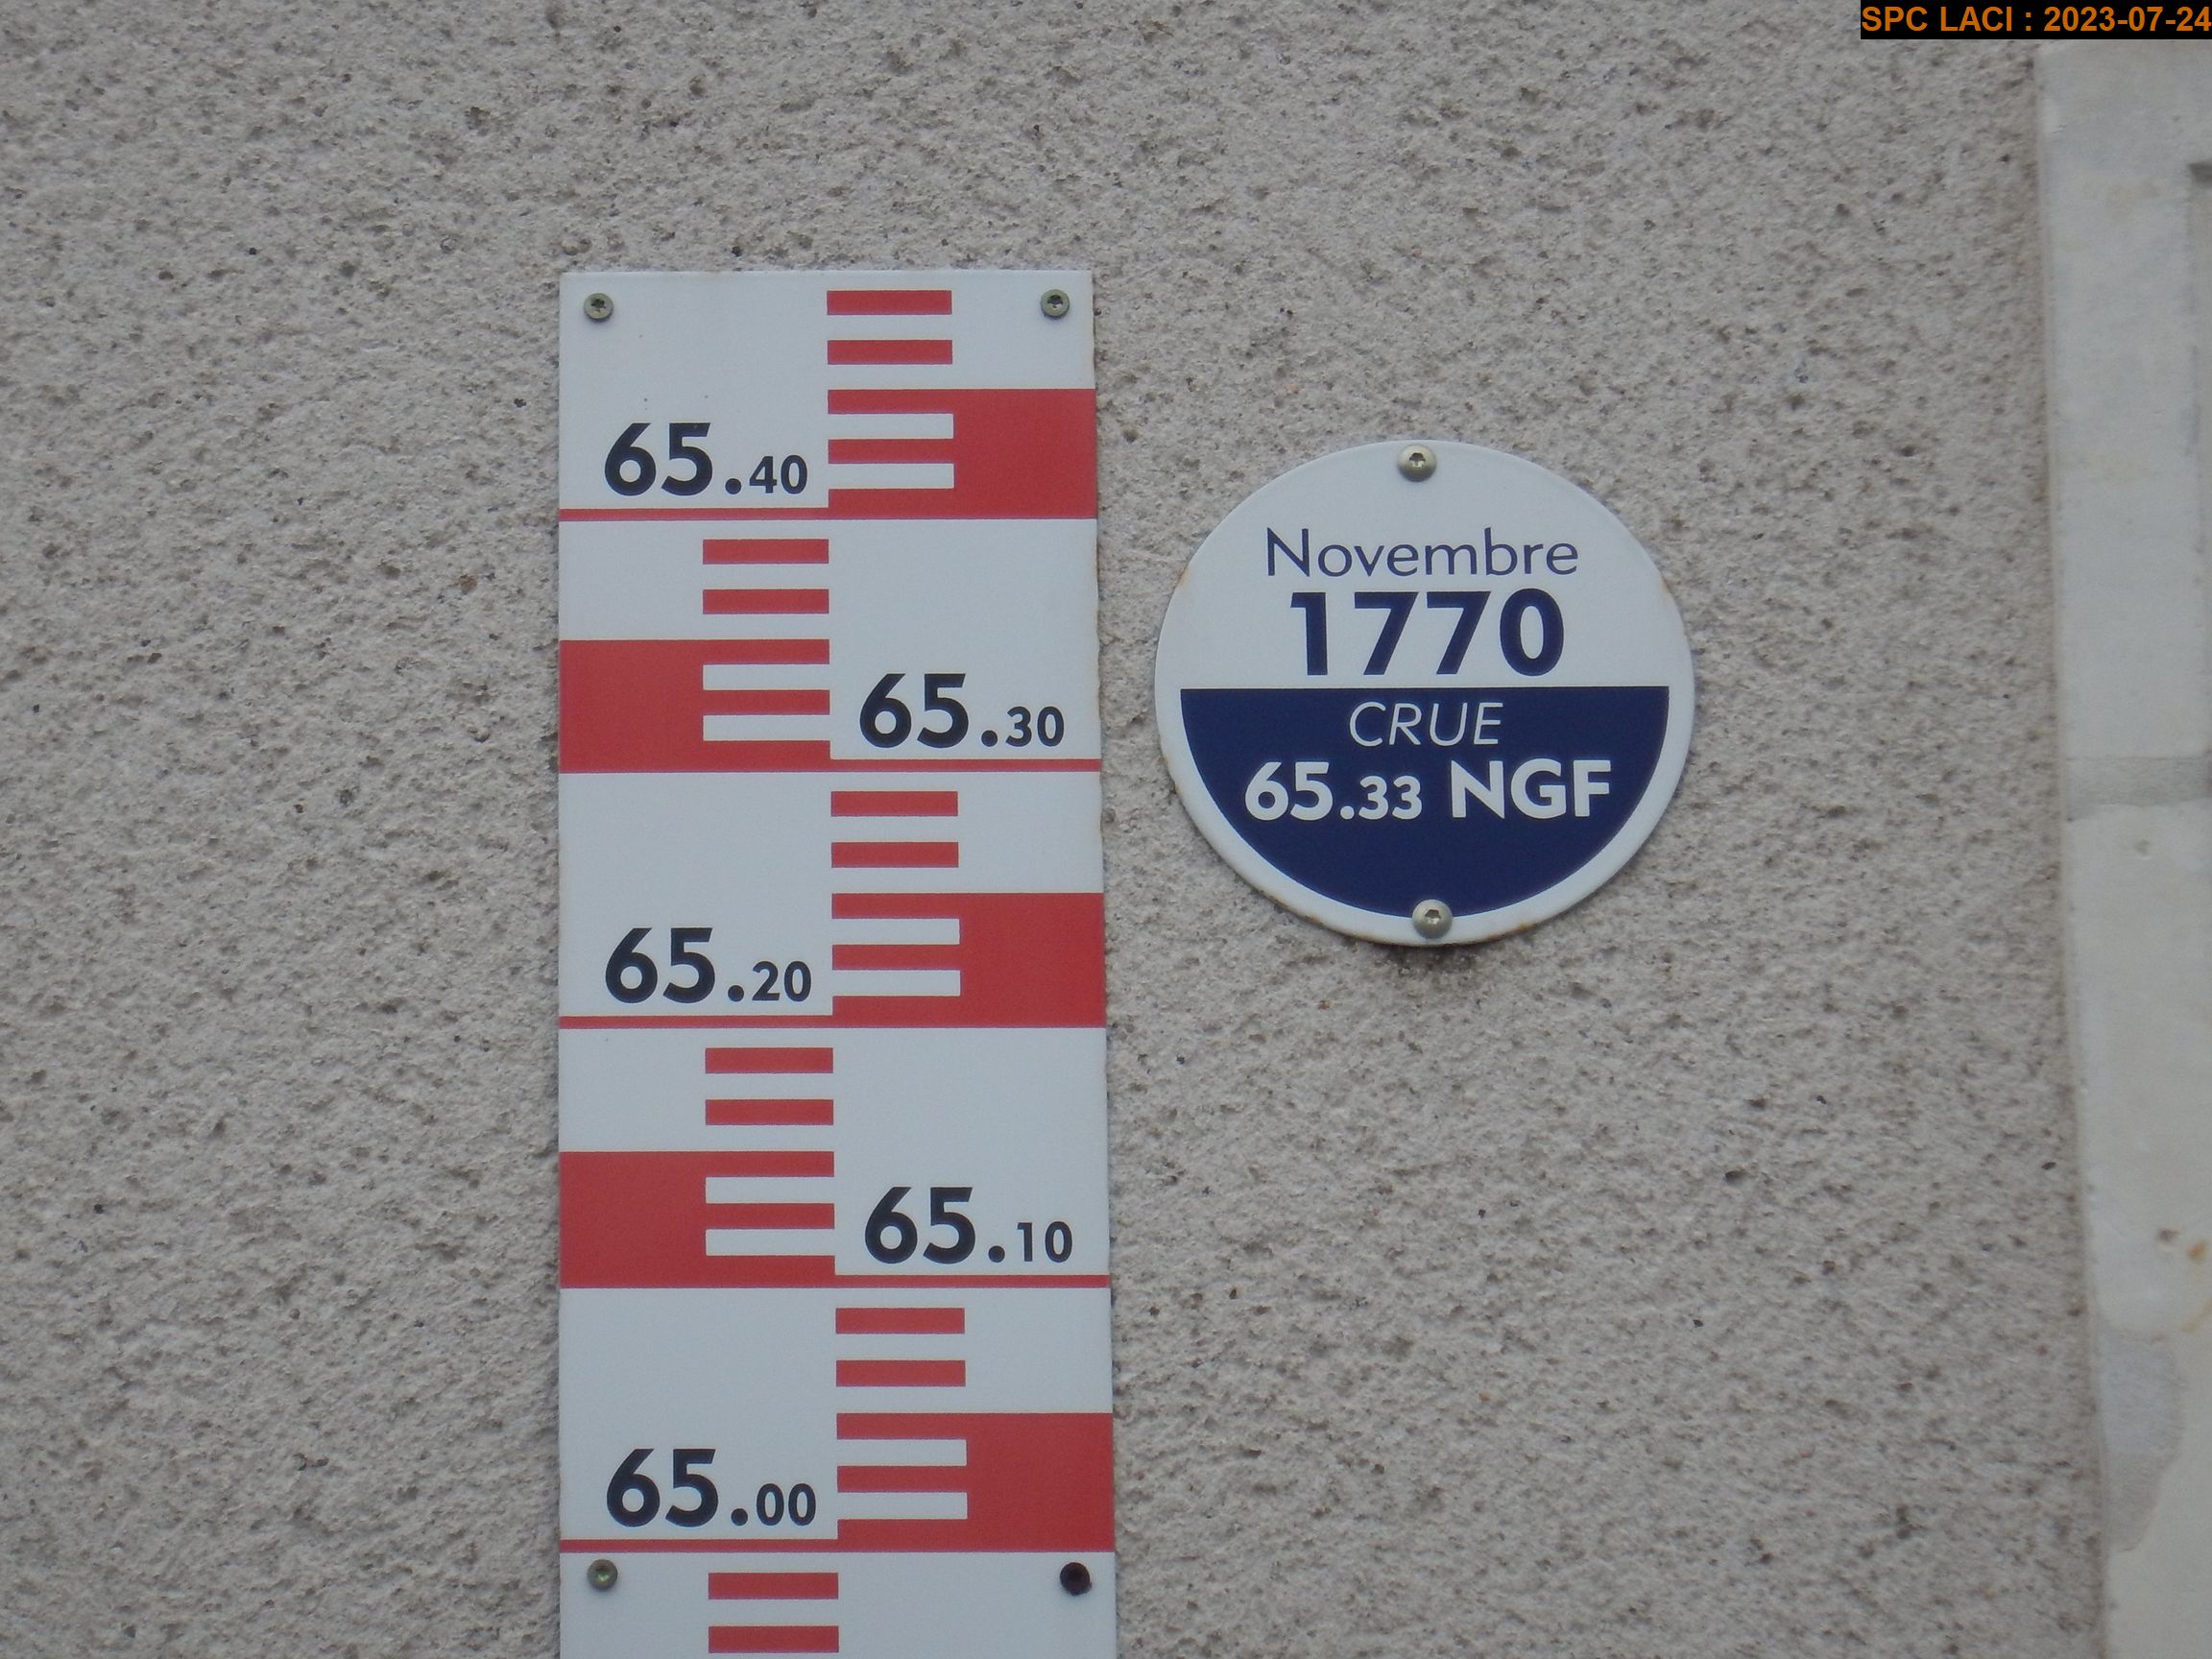 SPC LACI : 2023-07-24
65.40
Novembre
1770
CRUE
65.33 NGF
65.30
65.20
65.10
65.00